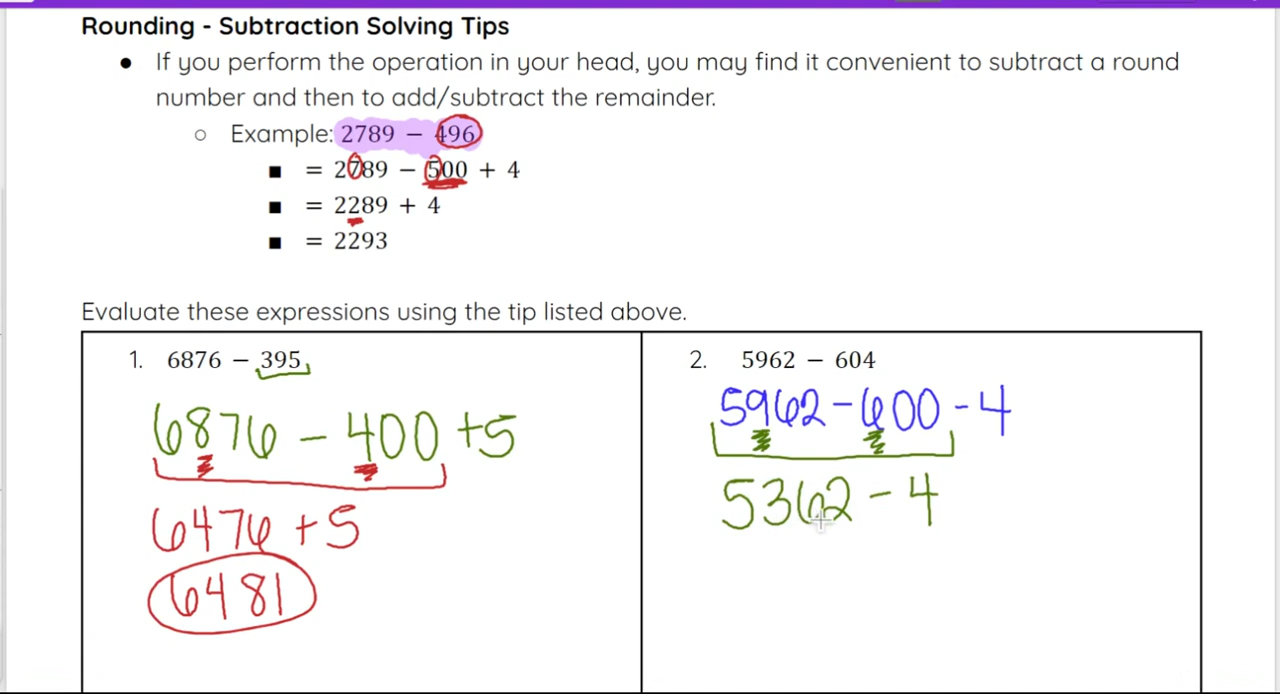 Rounding - Subtraction Solving Tips
● If you perform the operation in your head, you may find it convenient to subtract a round
number and then to add/subtract the remainder.
○ Example: 2789 − 496
■ = 2789 − 500 + 4
■ = 2289 + 4
■ = 2293
Evaluate these expressions using the tip listed above.
1. 6876 − 395
6876 − 400 + 5
6476 + 5
6481
2. 5962 − 604
5962 − 600 − 4
5362 − 4